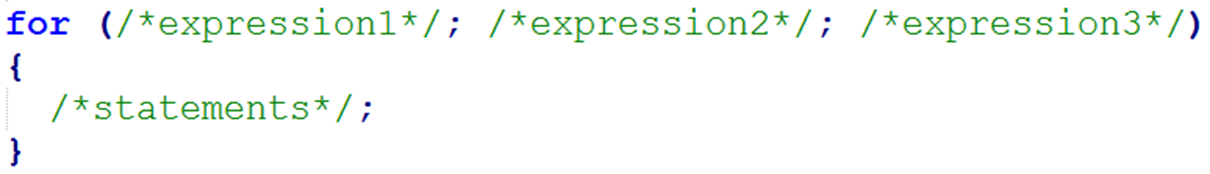 for (/*expression1*/; /*expression2*/; /*expression3*/)
{
/*statements*/;
}